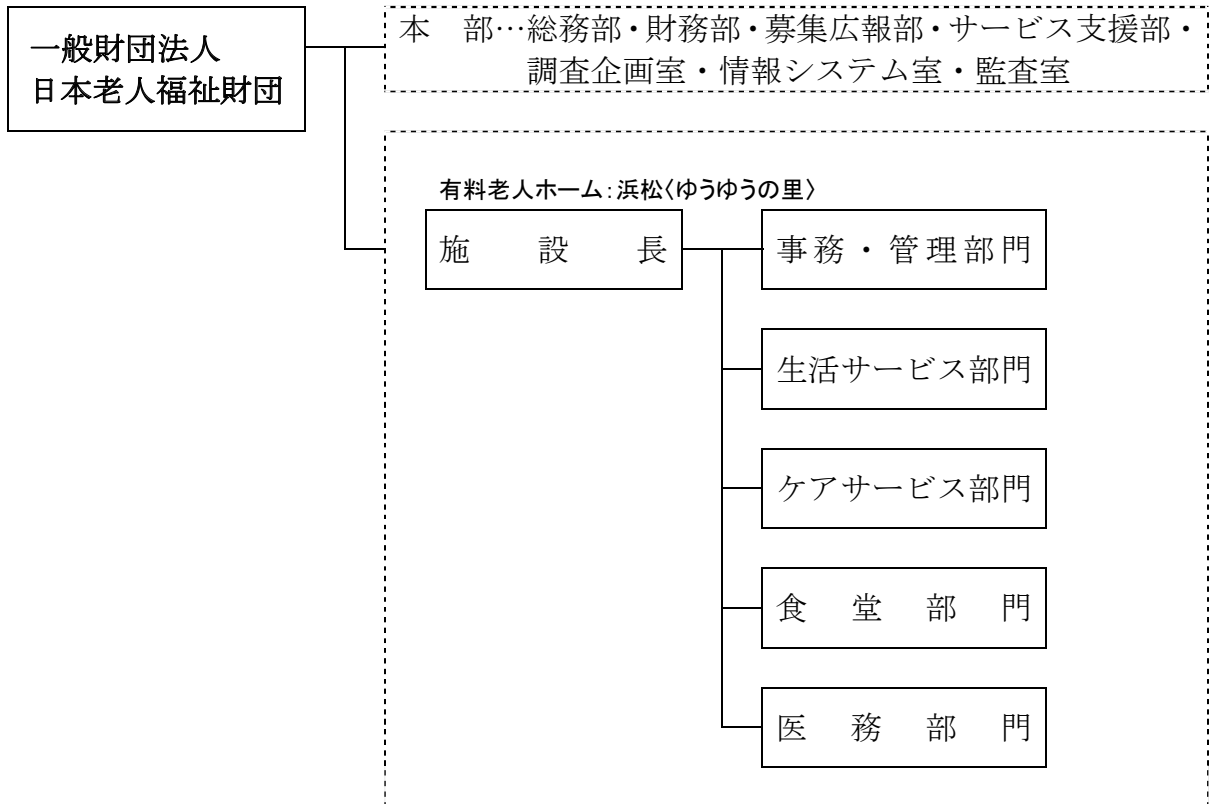 一般財団法人
日本老人福祉財団
本　部…総務部・財務部・募集広報部・サービス支援部・
調査企画室・情報システム室・監査室
有料老人ホーム：浜松〈ゆうゆうの里〉
施設長
事務・管理部門
生活サービス部門
ケアサービス部門
食堂部門
医務部門